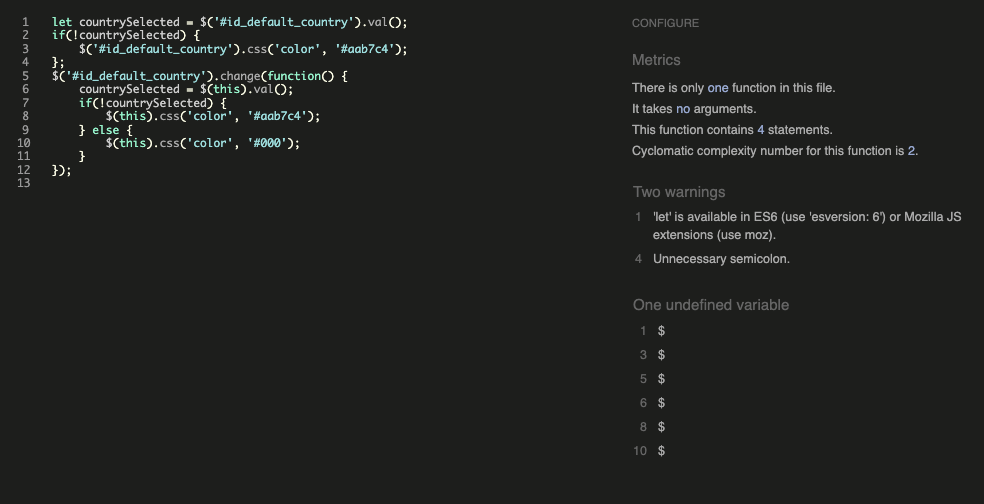 1 let countrySelected = $('#id_default_country').val();
2 if(!countrySelected) {
3 $('#id_default_country').css('color', '#aab7c4');
4 };
5 $('#id_default_country').change(function() {
6 countrySelected = $(this).val();
7 if(!countrySelected) {
8 $(this).css('color', '#aab7c4');
9 } else {
10 $(this).css('color', '#000');
11 }
12 });
13
CONFIGURE
Metrics
There is only one function in this file.
It takes no arguments.
This function contains 4 statements.
Cyclomatic complexity number for this function is 2.
Two warnings
1 'let' is available in ES6 (use 'esversion: 6') or Mozilla JS
extensions (use moz).
4 Unnecessary semicolon.
One undefined variable
1 $
3 $
5 $
6 $
8 $
10 $